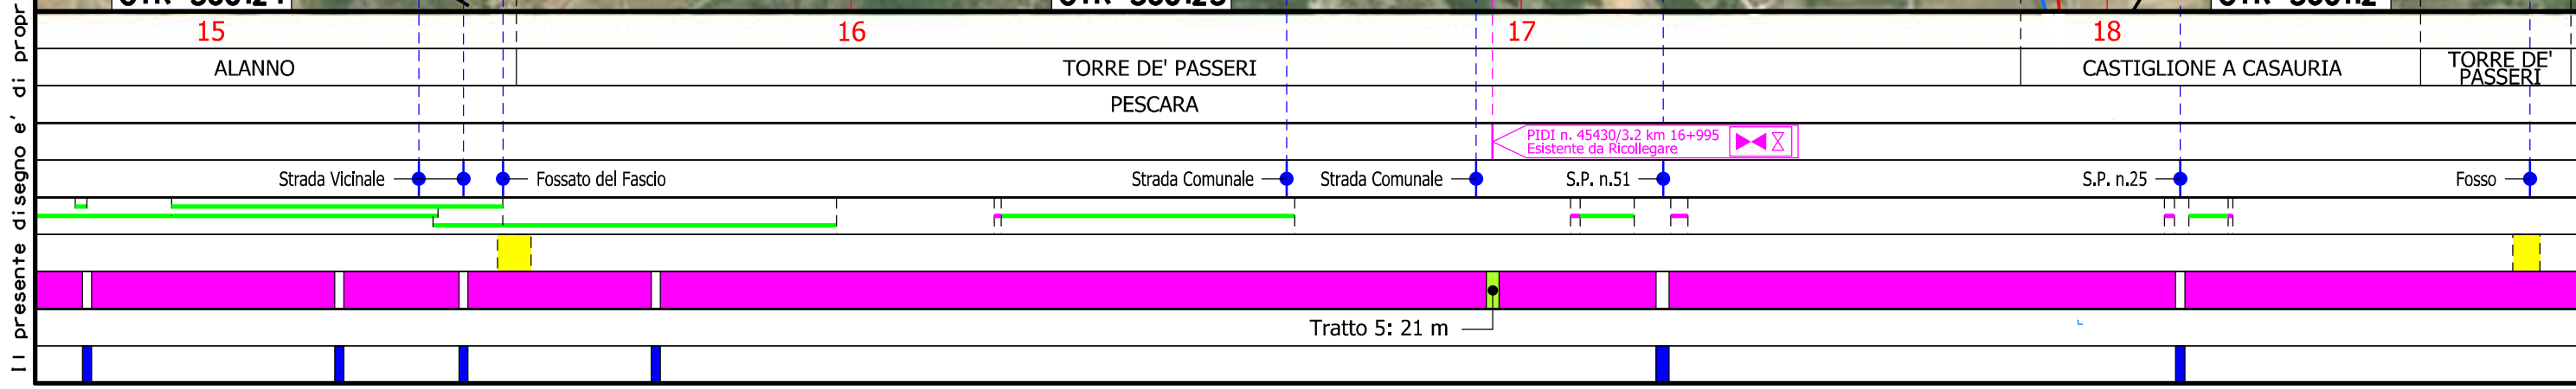 15 16 17 18
ALANNO TORRE DE' PASSERI CASTIGLIONE A CASAURIA TORRE DE'
PASSERI
PESCARA
PIDI n. 45430/3.2 km 16+995
Esistente da Ricollegare
Strada Vicinale Fossato del Fascio Strada Comunale Strada Comunale S.P. n.51 S.P. n.25 Fosso
Tratto 5: 21 m
Il presente disegno e' di propr